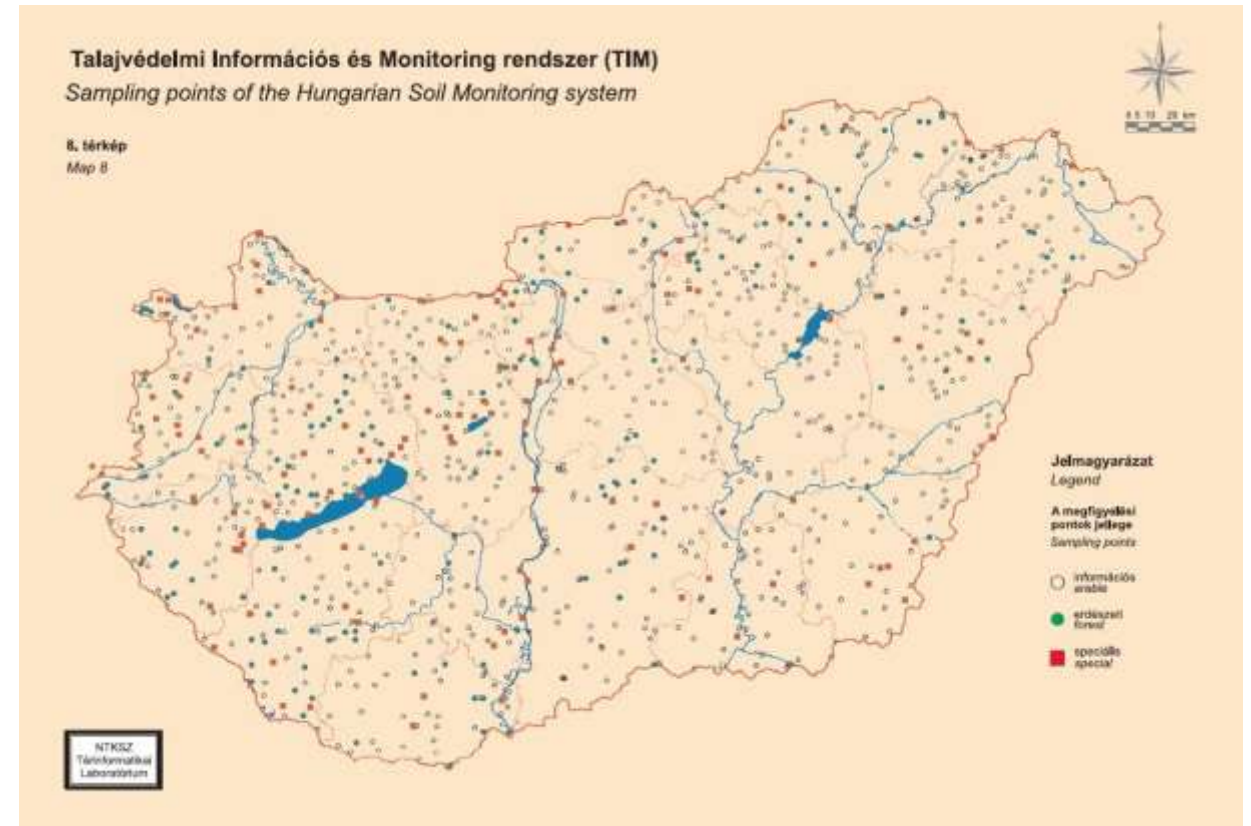 Talajvédelmi Információs és Monitoring rendszer (TIM)
Sampling points of the Hungarian Soil Monitoring system
8. térkép
Map 8
Jelmagyarázat
Legend
A megfigyelési
pontok jellege
Sampling points
információs
arable
erdészeti
forest
speciális
special
NTKSZ
Térinformatikai
Laboratórium